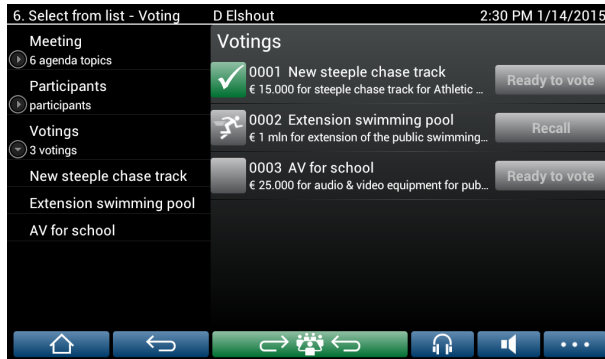 6. Select from list - Voting D Elshout 2:30 PM 1/14/2015
Meeting
6 agenda topics
Participants
participants
Votings
3 votings
New steeple chase track
Extension swimming pool
AV for school
Votings
0001 New steeple chase track
€ 15.000 for steeple chase track for Athletic ...
Ready to vote
0002 Extension swimming pool
€ 1 mln for extension of the public swimming...
Recall
0003 AV for school
€ 25.000 for audio & video equipment for pub...
Ready to vote